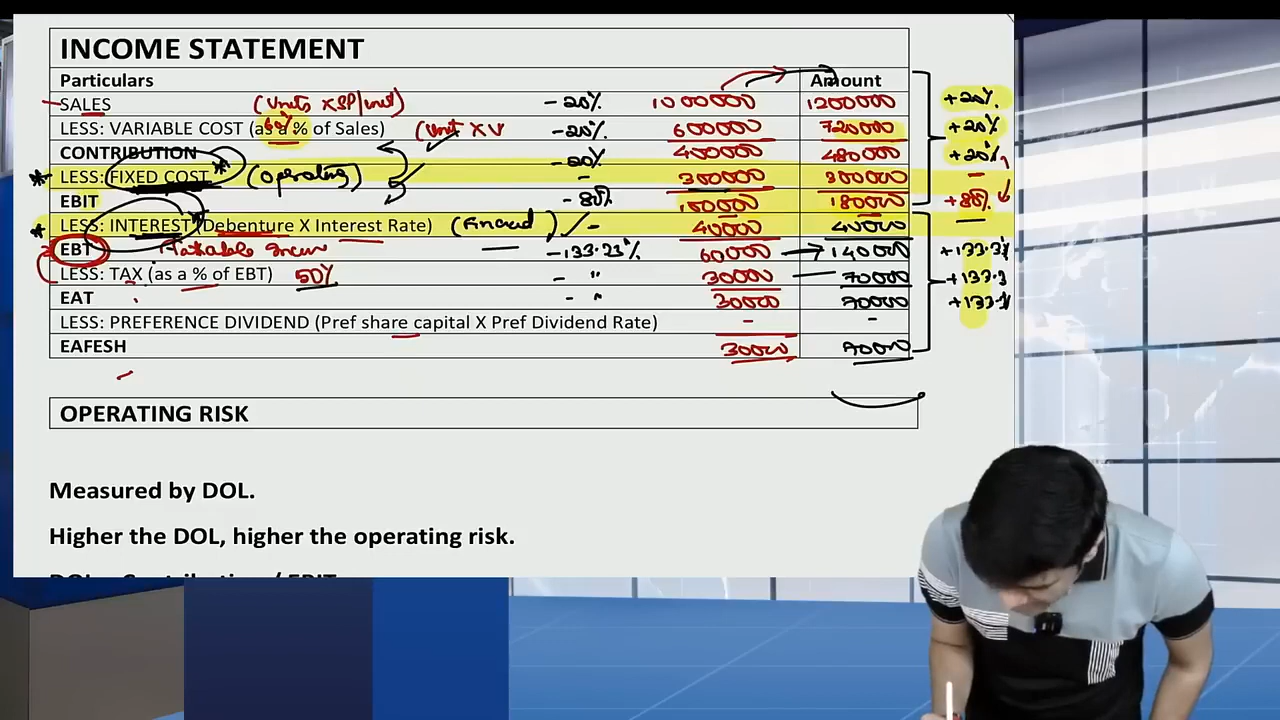 INCOME STATEMENT
Particulars Amount
SALES (Units X SP/unit) -20% 1000000 1200000 +20%
LESS: VARIABLE COST (as a % of Sales) 60% (Unit X V -20% 600000 720000 +20%
CONTRIBUTION -20% 400000 480000 +20%
LESS: FIXED COST * (Operating) - 300000 300000 -
EBIT -80% 100000 180000 +80%
LESS: INTEREST (Debenture X Interest Rate) (Financial) - 40000 40000 -
EBT Taxable -133.33% 60000 140000 +133.3%
LESS: TAX (as a % of EBT) 50% - " 30000 70000 +133.3
EAT - " 30000 70000 +133.3%
LESS: PREFERENCE DIVIDEND (Pref share capital X Pref Dividend Rate) - -
EAFESH 30000 70000
OPERATING RISK
Measured by DOL.
Higher the DOL, higher the operating risk.